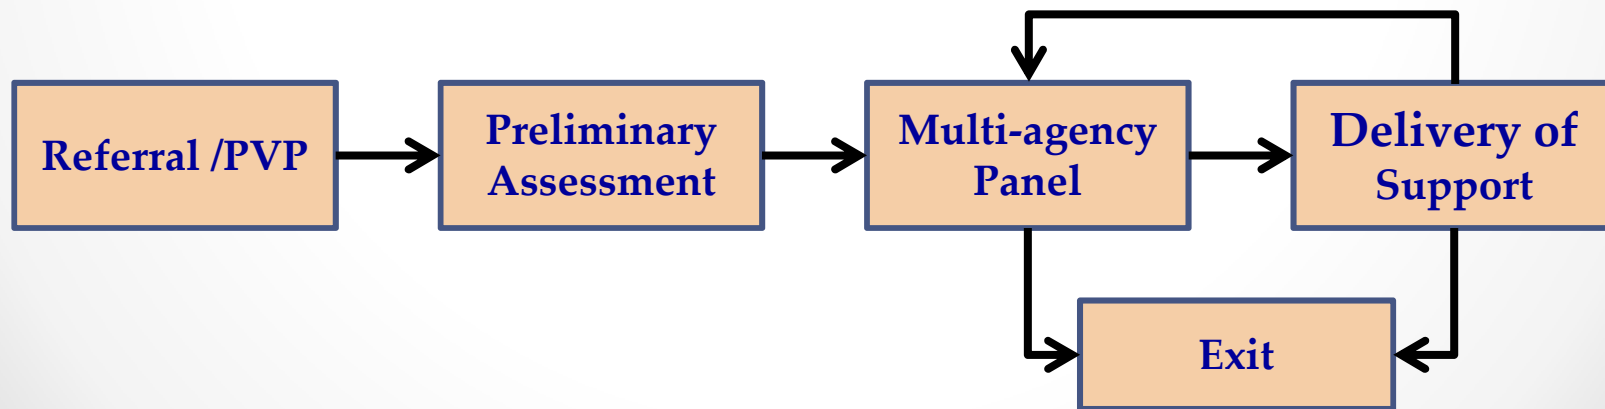 Referral /PVP
Preliminary
Assessment
Multi-agency
Panel
Delivery of
Support
Exit